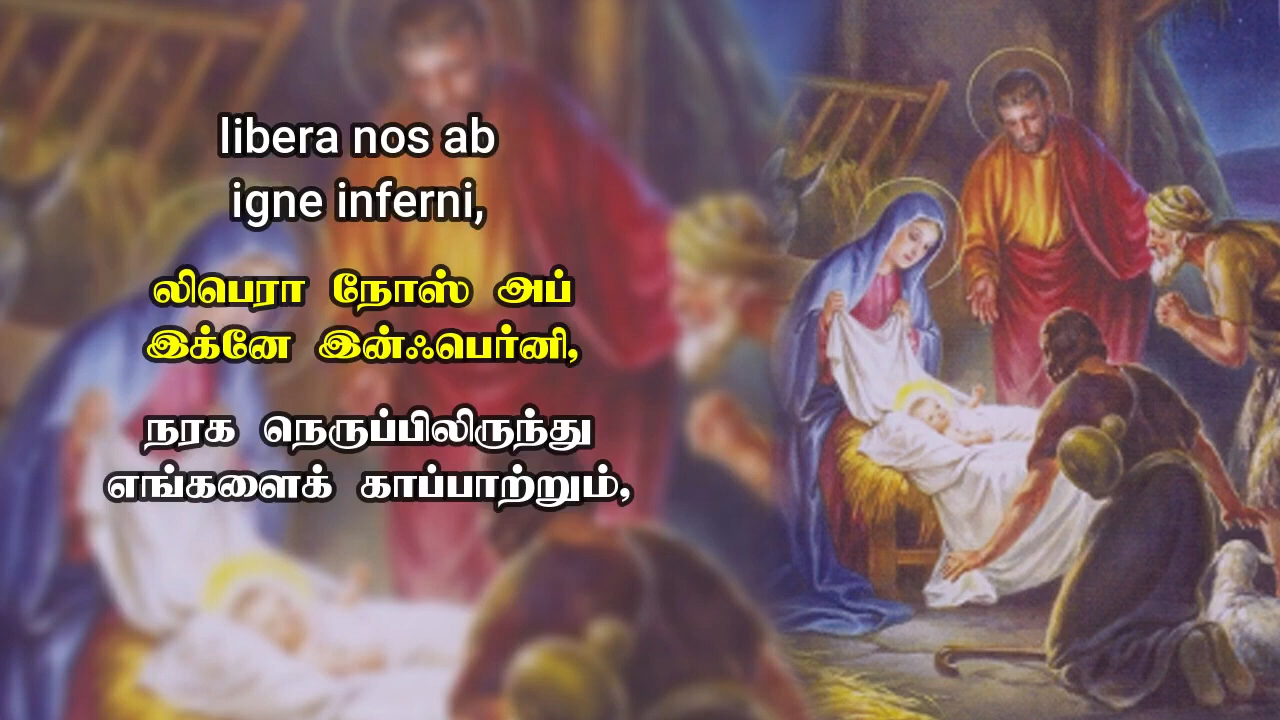 libera nos ab
igne inferni,
லிபெரா நோஸ் அப்
இக்னே இன்ஃபெர்னி,
நரக நெருப்பிலிருந்து
எங்களைக் காப்பாற்றும்,